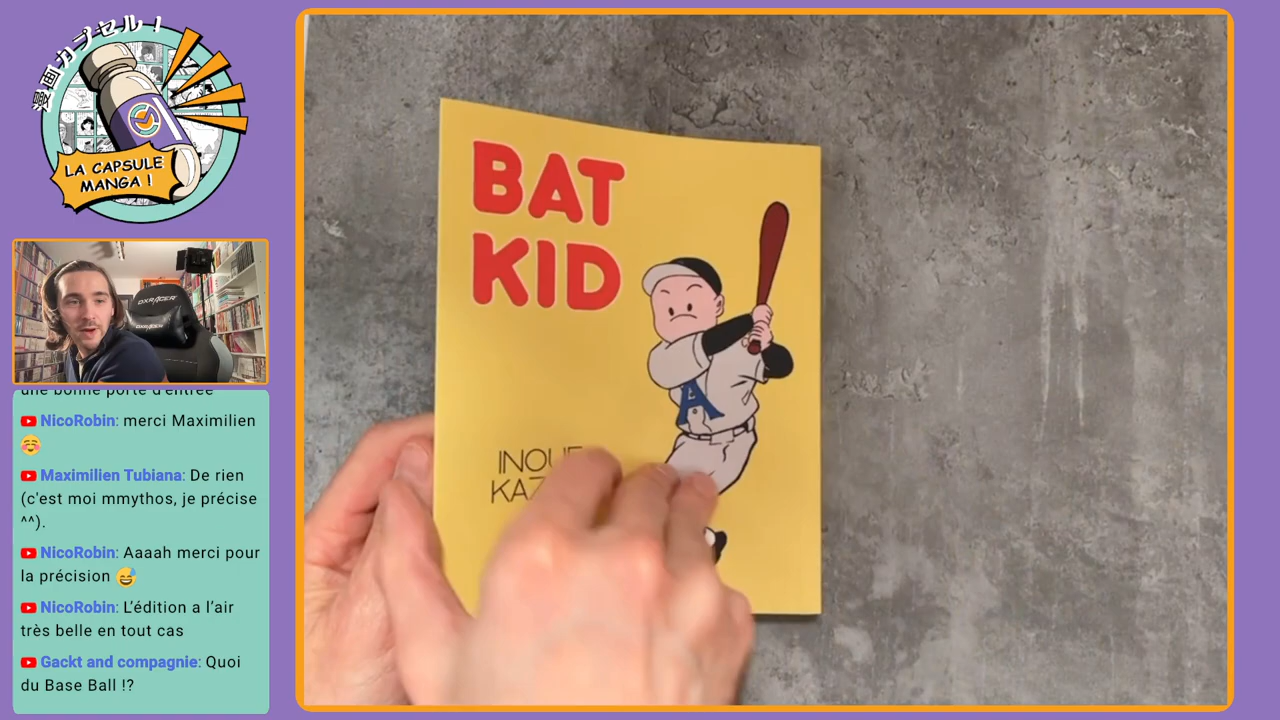 漫画カプセル！
LA CAPSULE
MANGA !
DXRACER
DXRACER
une bonne porte d'entrée
NicoRobin: merci Maximilien
☺️
Maximilien Tubiana: De rien
(c'est moi mmythos, je précise
^^).
NicoRobin: Aaaah merci pour
la précision 😅
NicoRobin: L'édition a l'air
très belle en tout cas
Gackt and compagnie: Quoi
du Base Ball !?
BAT
KID
A